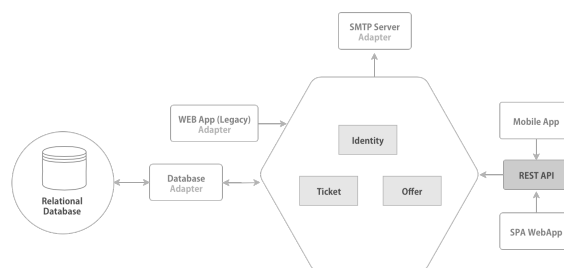 SMTP Server
Adapter
WEB App (Legacy)
Adapter
Mobile App
Identity
Database
Adapter
REST API
Ticket
Offer
Relational
Database
SPA WebApp